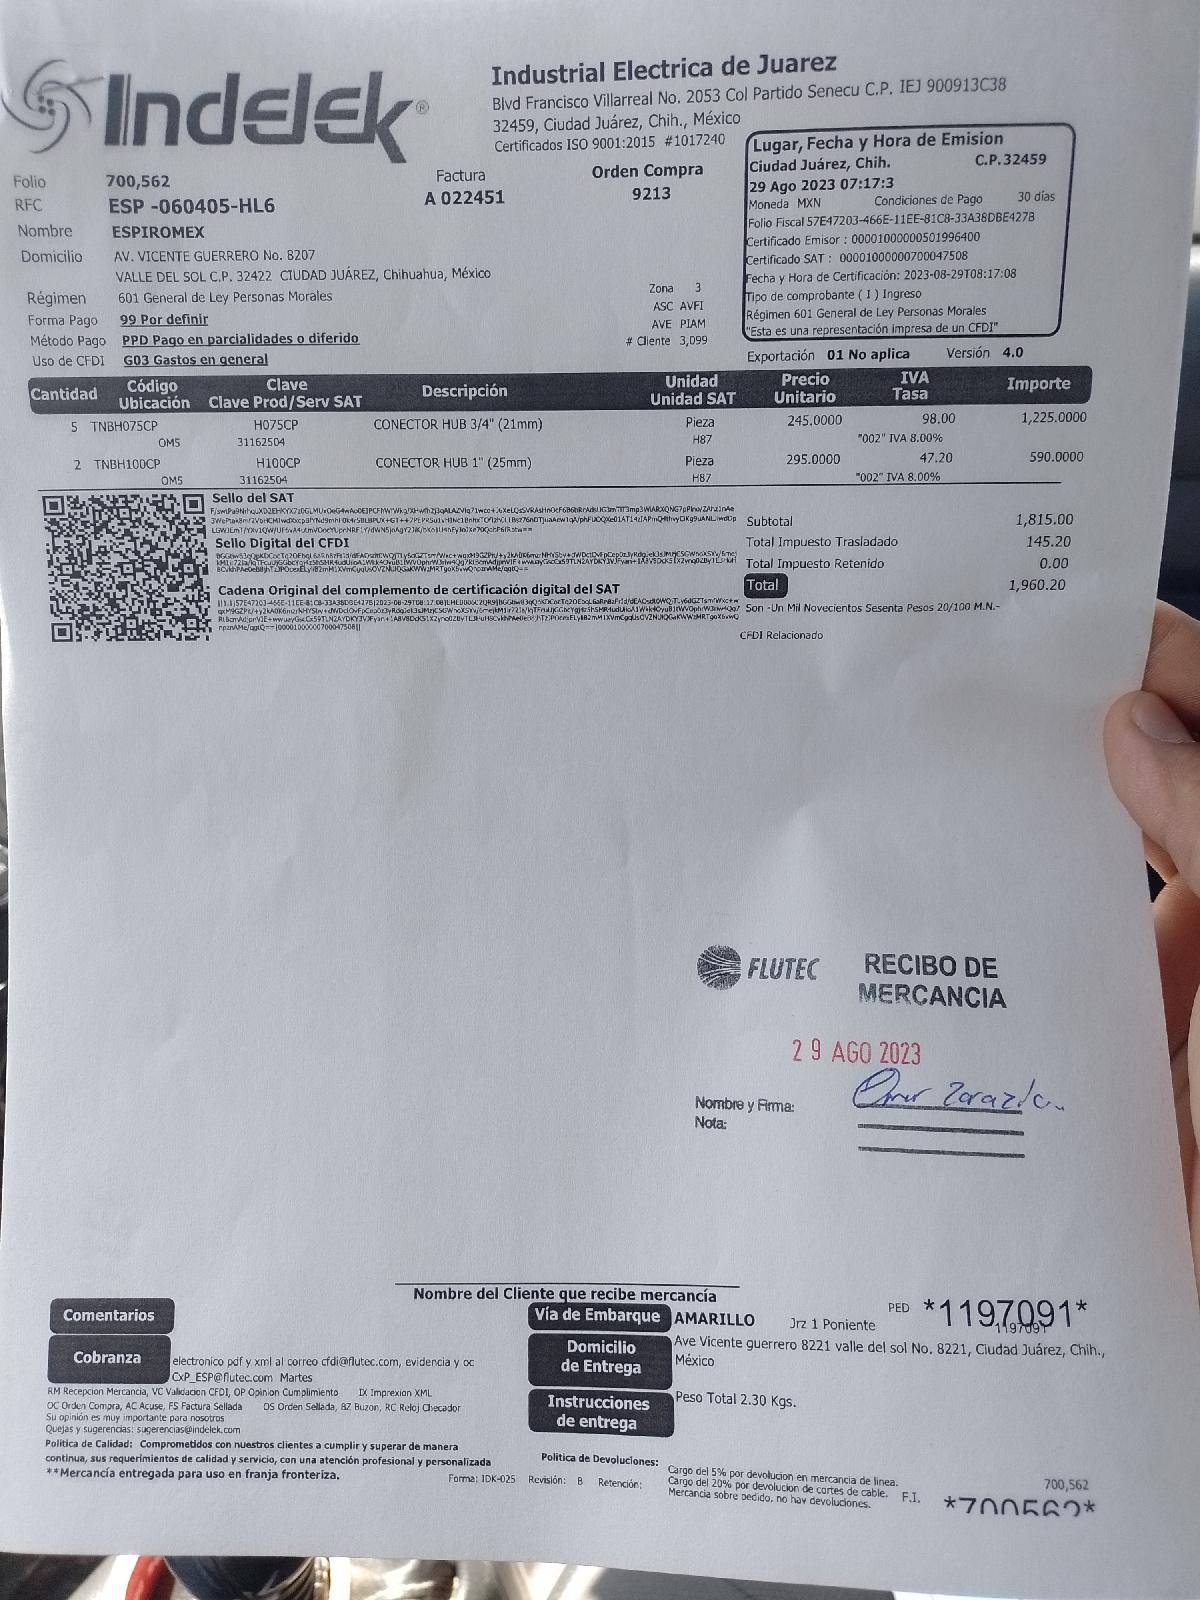 Indelek®
Industrial Electrica de Juarez
Blvd Francisco Villarreal No. 2053 Col Partido Senecu C.P. IEJ 900913C38
32459, Ciudad Juárez, Chih., México
Certificados ISO 9001:2015 #1017240
Folio 700,562
Factura
A 022451
Orden Compra
9213
RFC ESP -060405-HL6
Nombre ESPIROMEX
Domicilio AV. VICENTE GUERRERO No. 8207
VALLE DEL SOL C.P. 32422 CIUDAD JUÁREZ, Chihuahua, México
Régimen 601 General de Ley Personas Morales
Forma Pago 99 Por definir
Método Pago PPD Pago en parcialidades o diferido
Uso de CFDI G03 Gastos en general
Zona 3
ASC AVFI
AVE PIAM
# Cliente 3,099
Lugar, Fecha y Hora de Emision
Ciudad Juárez, Chih. C.P. 32459
29 Ago 2023 07:17:3
Moneda MXN Condiciones de Pago 30 días
Folio Fiscal 57E47203-466E-11EE-81C8-33A38DBE427B
Certificado Emisor : 00001000000501996400
Certificado SAT : 00001000000700047508
Fecha y Hora de Certificación: 2023-08-29T08:17:08
Tipo de comprobante ( I ) Ingreso
Régimen 601 General de Ley Personas Morales
"Esta es una representación impresa de un CFDI"
Exportación 01 No aplica Versión 4.0
Cantidad Código Ubicación Clave Clave Prod/Serv SAT Descripción Unidad Unidad SAT Precio Unitario IVA Tasa Importe
5 TNBH075CP H075CP CONECTOR HUB 3/4" (21mm) Pieza 245.0000 98.00 1,225.0000
OM5 31162504 H87 "002" IVA 8.00%
2 TNBH100CP H100CP CONECTOR HUB 1" (25mm) Pieza 295.0000 47.20 590.0000
OM5 31162504 H87 "002" IVA 8.00%
Sello del SAT
Sello Digital del CFDI
Cadena Original del complemento de certificación digital del SAT
Subtotal 1,815.00
Total Impuesto Trasladado 145.20
Total Impuesto Retenido 0.00
Total 1,960.20
Son -Un Mil Novecientos Sesenta Pesos 20/100 M.N.-
CFDI Relacionado
FLUTEC RECIBO DE
MERCANCIA
29 AGO 2023
Nombre y Firma: Omar
Nota:
Nombre del Cliente que recibe mercancía
Comentarios
Cobranza
electronico pdf y xml al correo cfdi@flutec.com, evidencia y oc
CxP_ESP@flutec.com Martes
RM Recepcion Mercancia, VC Validacion CFDI, OP Opinion Cumplimiento IX Impresion XML
OC Orden Compra, AC Acuse, FS Factura Sellada OS Orden Sellada, BZ Buzon, RC Reloj Checador
Su opinión es muy importante para nosotros
Quejas y sugerencias: sugerencias@indelek.com
Politica de Calidad: Comprometidos con nuestros clientes a cumplir y superar de manera
continua, sus requerimientos de calidad y servicio, con una atención profesional y personalizada
**Mercancía entregada para uso en franja fronteriza.
Vía de Embarque AMARILLO Jrz 1 Poniente
PED *1197091*
1197091
Domicilio de Entrega
Ave Vicente guerrero 8221 valle del sol No. 8221, Ciudad Juárez, Chih.,
México
Instrucciones de entrega
Peso Total 2.30 Kgs.
Forma: IDK-025 Revisión: B Retención:
Politica de Devoluciones:
Cargo del 5% por devolucion en mercancia de linea.
Cargo del 20% por devolucion de cortes de cable.
Mercancia sobre pedido, no hay devoluciones.
F.I.
700,562
*700562*